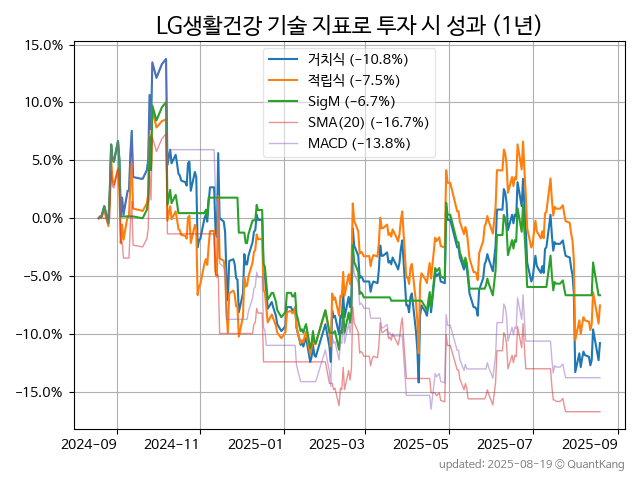 LG생활건강 기술 지표로 투자 시 성과 (1년)
15.0%
10.0%
5.0%
0.0%
−5.0%
−10.0%
−15.0%
거치식 (−10.8%)
적립식 (−7.5%)
SigM (−6.7%)
SMA(20) (−16.7%)
MACD (−13.8%)
2024-09 2024-11 2025-01 2025-03 2025-05 2025-07 2025-09
updated: 2025-08-19 © QuantKang